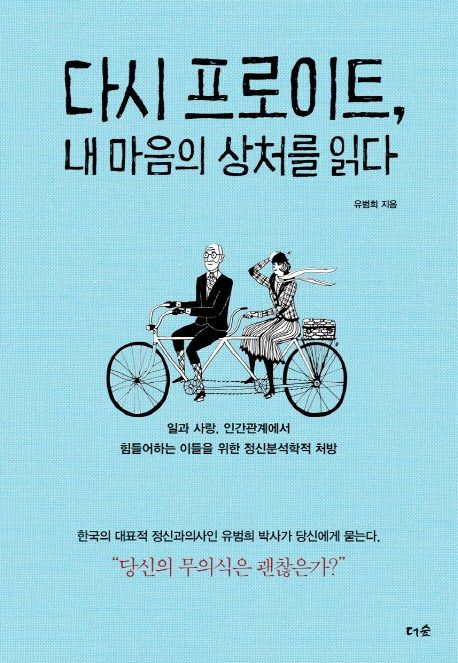 다시 프로이트,
내 마음의 상처를 읽다
유범희 지음
일과 사랑, 인간관계에서
힘들어하는 이들을 위한 정신분석학적 처방
한국의 대표적 정신과의사인 유범희 박사가 당신에게 묻는다,
“당신의 무의식은 괜찮은가?”
더숲